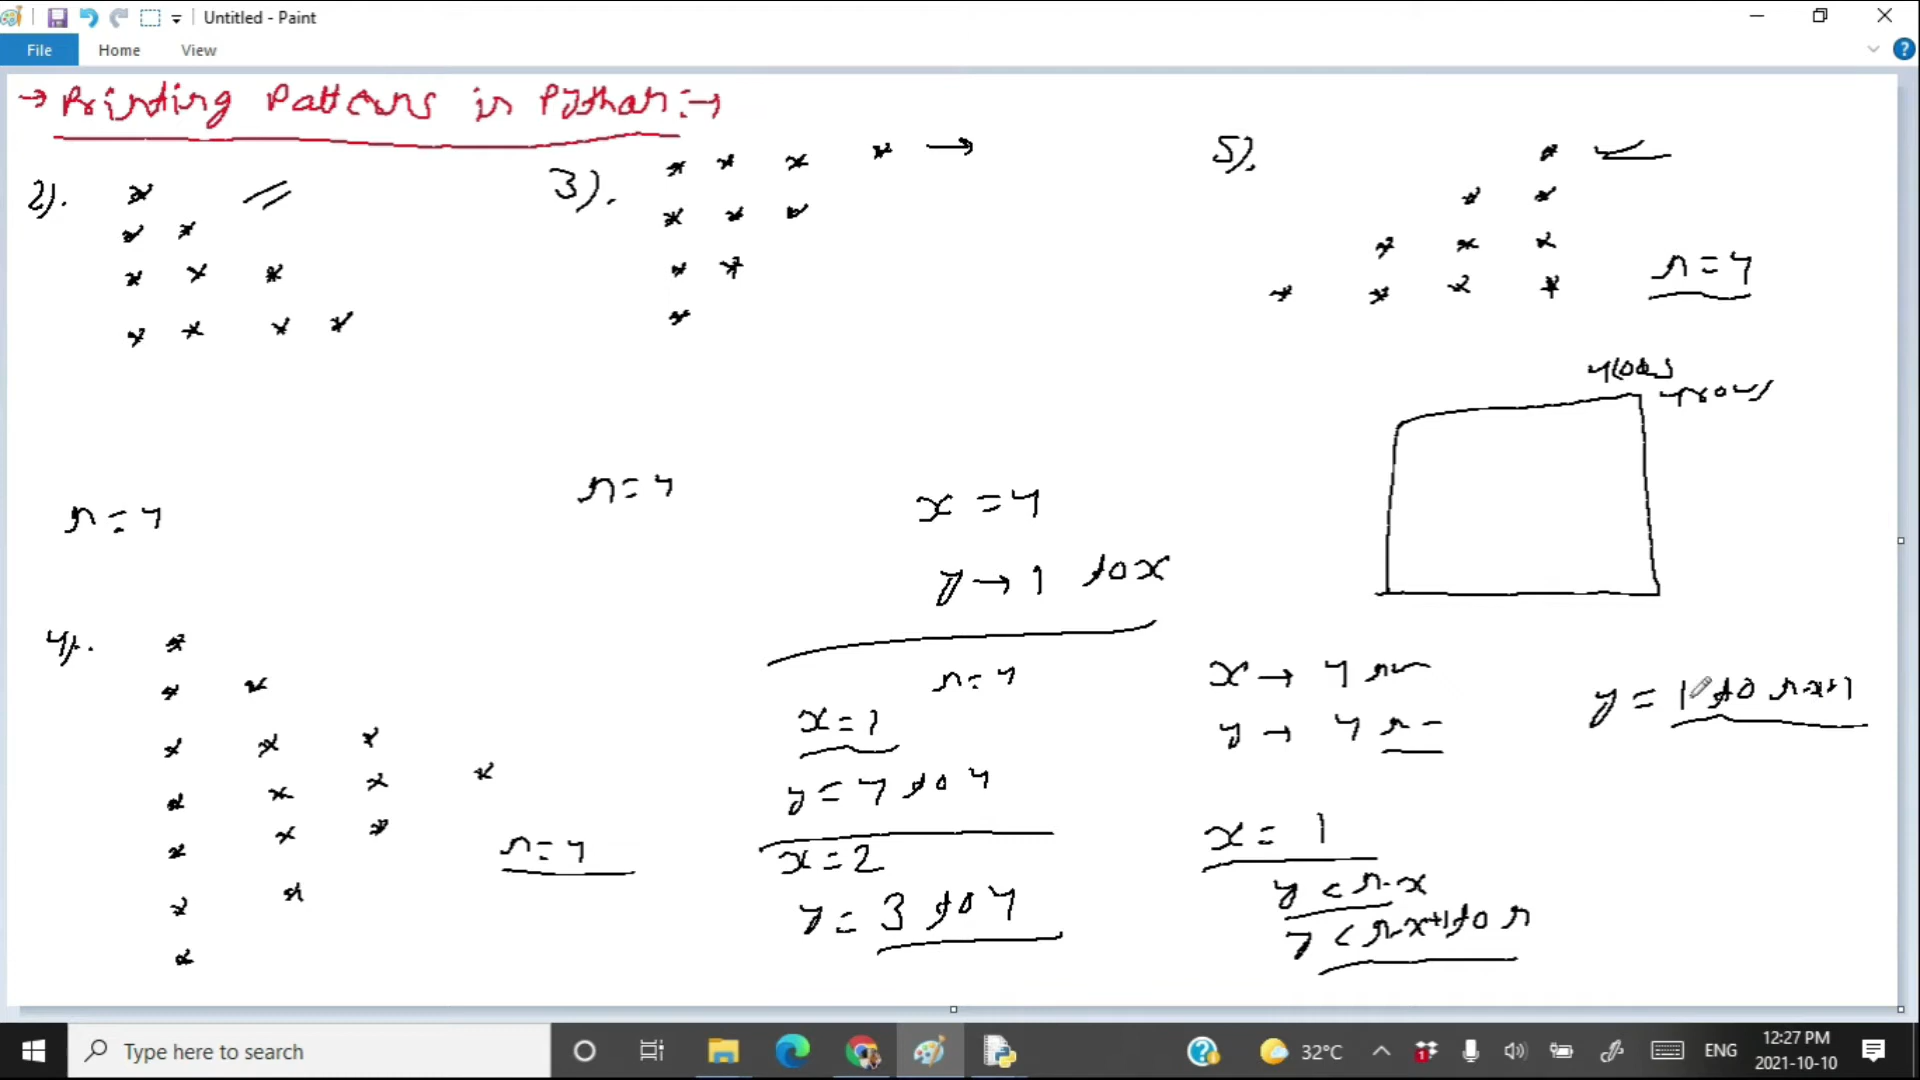 Untitled - Paint
File Home View
→ Printing Patterns in Python:→
2). *
* *
* * *
* * * *
n = 4
3). * * * * →
* * *
* *
*
n = 4
5). *
* *
* * *
* * * *
n = 4
4 rows
x = 4
y → 1 to x
4). *
* *
* * *
* * * *
* * *
* *
*
n = 4
n = 4
x = 1
y = 4 to 4
x = 2
y = 3 to 4
x → 4
y → 4
x = 1
y < n-x
y < n-x+1 to n
y = 1 to n-x+1
Type here to search
32°C
ENG
12:27 PM
2021-10-10